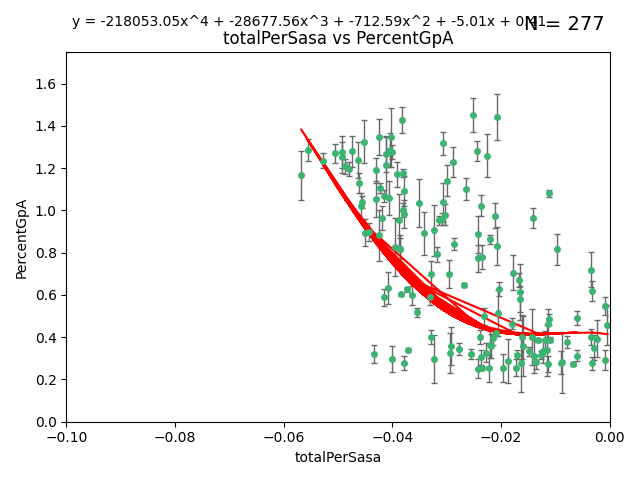 y = -218053.05x^4 + -28677.56x^3 + -712.59x^2 + -5.01x + 0.41
N = 277
totalPerSasa vs PercentGpA
1.6
1.4
1.2
1.0
0.8
0.6
0.4
0.2
0.0
PercentGpA
−0.10 −0.08 −0.06 −0.04 −0.02 0.00
totalPerSasa